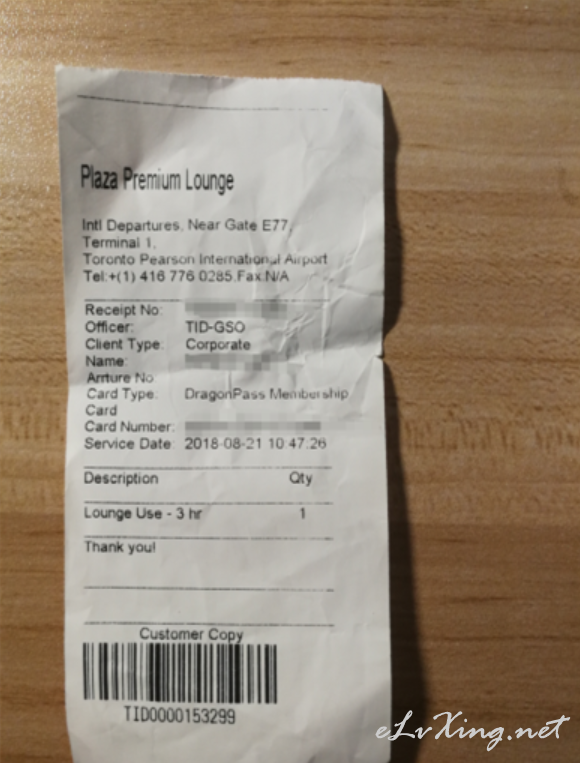 Plaza Premium Lounge
Intl Departures, Near Gate E77,
Terminal 1,
Toronto Pearson International Airport
Tel:+(1) 416 776 0285.Fax:N/A
Receipt No:
Officer: TID-GSO
Client Type: Corporate
Name:
Card Type: DragonPass Membership
Card
Card Number:
Service Date: 2018-08-21 10:47:26
Description Qty
Lounge Use - 3 hr 1
Thank you!
Customer Copy
TID0000153299
eLvXing.net